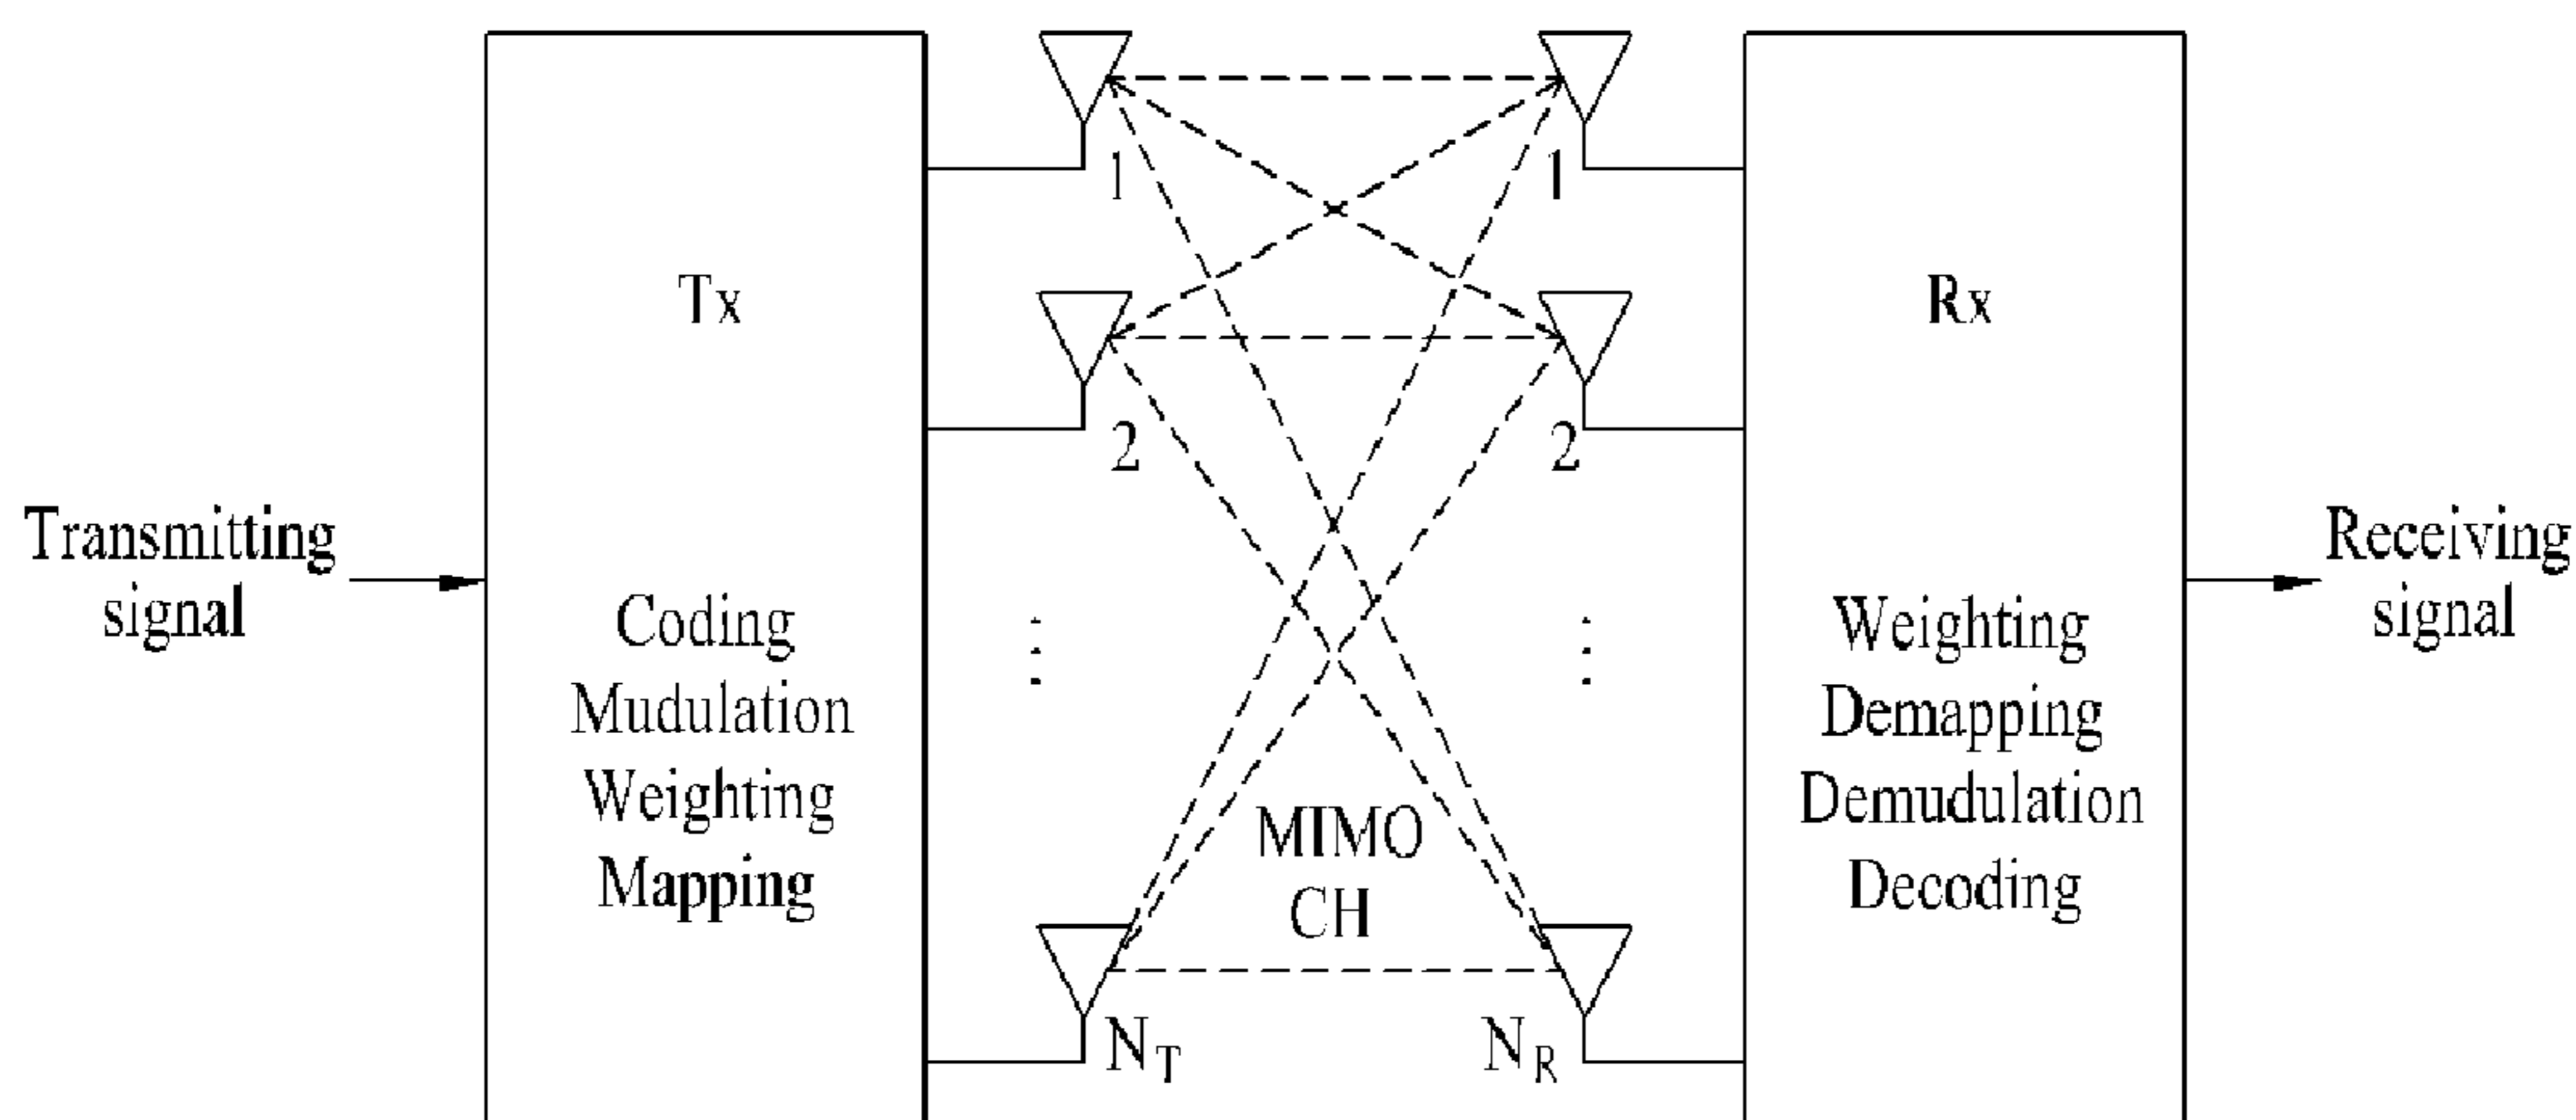 Transmitting
signal
Tx
Coding
Mudulation
Weighting
Mapping
1
2
N_T
MIMO
CH
1
2
N_R
Rx
Weighting
Demapping
Demudulation
Decoding
Receiving
signal